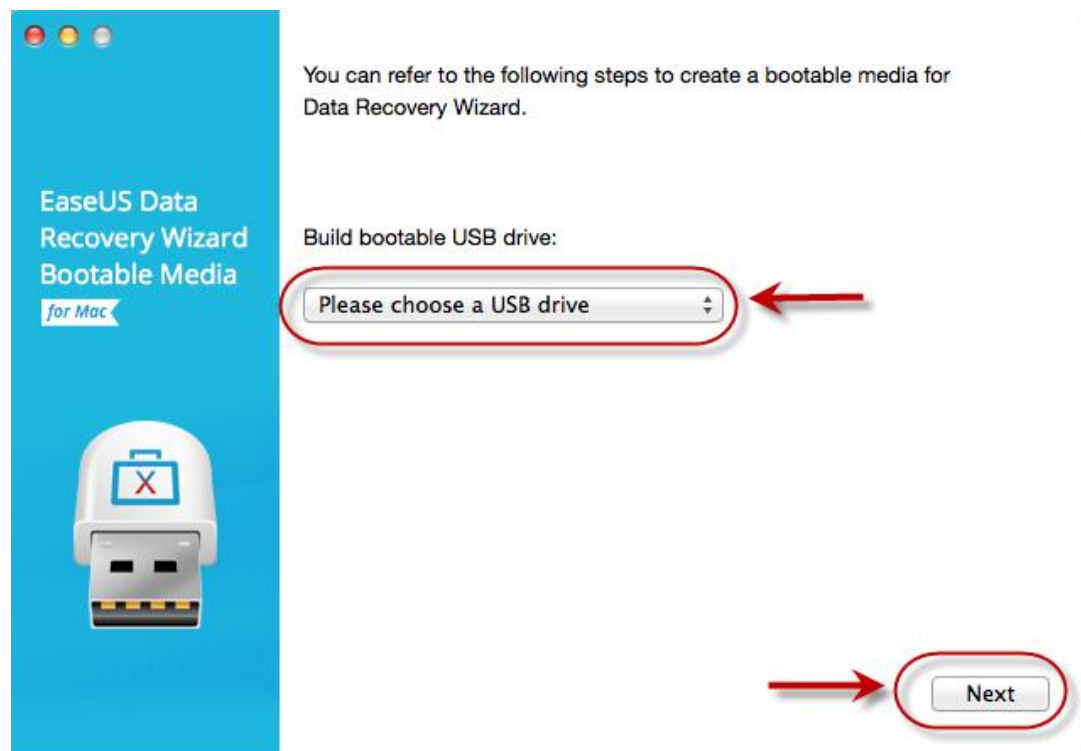 You can refer to the following steps to create a bootable media for
Data Recovery Wizard.
EaseUS Data
Recovery Wizard
Bootable Media
for Mac
Build bootable USB drive:
Please choose a USB drive
X
Next